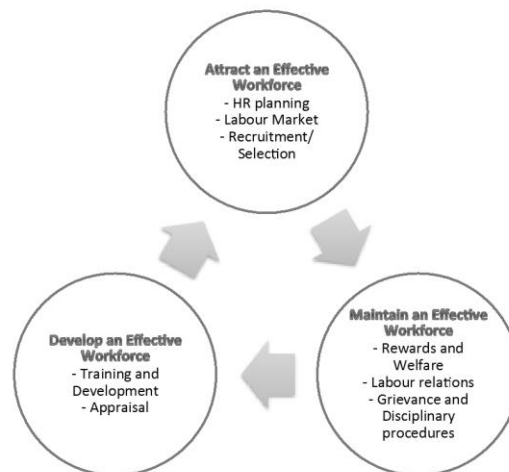 Attract an Effective
Workforce
- HR planning
- Labour Market
- Recruitment/
Selection
Maintain an Effective
Workforce
- Rewards and
Welfare
- Labour relations
- Grievance and
Disciplinary
procedures
Develop an Effective
Workforce
- Training and
Development
- Appraisal